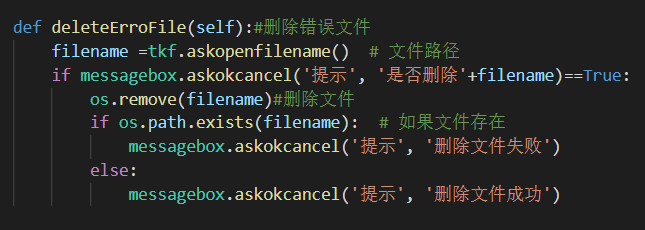 def deleteErroFile(self):#删除错误文件
    filename =tkf.askopenfilename()  # 文件路径
    if messagebox.askokcancel('提示', '是否删除'+filename)==True:
        os.remove(filename)#删除文件
        if os.path.exists(filename):  # 如果文件存在
            messagebox.askokcancel('提示', '删除文件失败')
        else:
            messagebox.askokcancel('提示', '删除文件成功')